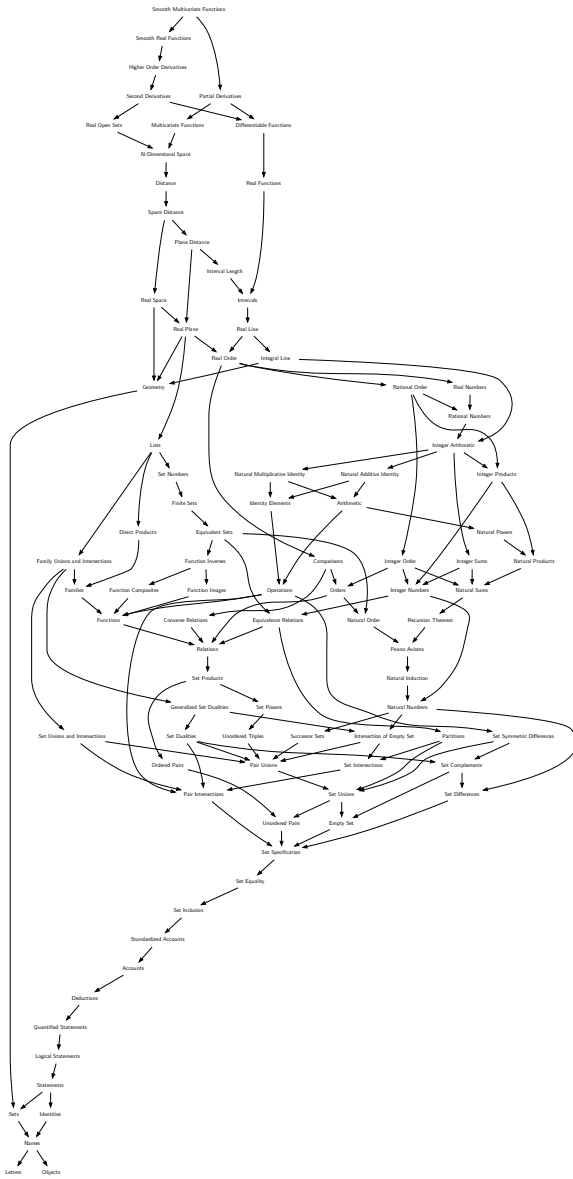 Smooth Multivariate Functions
Smooth Real Functions
Higher Order Derivatives
Second Derivatives
Partial Derivatives
Real Open Sets
Multivariate Functions
Differentiable Functions
N-Dimensional Space
Distance
Real Functions
Space Distance
Plane Distance
Interval Length
Real Space
Intervals
Real Plane
Real Line
Real Order
Integral Line
Geometry
Rational Order
Real Numbers
Rational Numbers
Lists
Integer Arithmetic
Set Numbers
Natural Multiplicative Identity
Natural Additive Identity
Integer Products
Finite Sets
Identity Elements
Arithmetic
Direct Products
Equivalent Sets
Natural Powers
Family Unions and Intersections
Function Inverses
Comparisons
Integer Order
Integer Sums
Natural Products
Families
Function Composites
Function Images
Operations
Orders
Integer Numbers
Natural Sums
Functions
Converse Relations
Equivalence Relations
Natural Order
Recursion Theorem
Relations
Peano Axioms
Set Products
Natural Induction
Generalized Set Dualities
Set Powers
Natural Numbers
Set Unions and Intersections
Set Dualities
Unordered Triples
Successor Sets
Intersection of Empty Set
Partitions
Set Symmetric Differences
Ordered Pairs
Pair Unions
Set Intersections
Set Complements
Pair Intersections
Set Unions
Set Differences
Unordered Pairs
Empty Set
Set Specification
Set Equality
Set Inclusion
Standardized Accounts
Accounts
Deductions
Quantified Statements
Logical Statements
Statements
Sets
Identities
Names
Letters
Objects